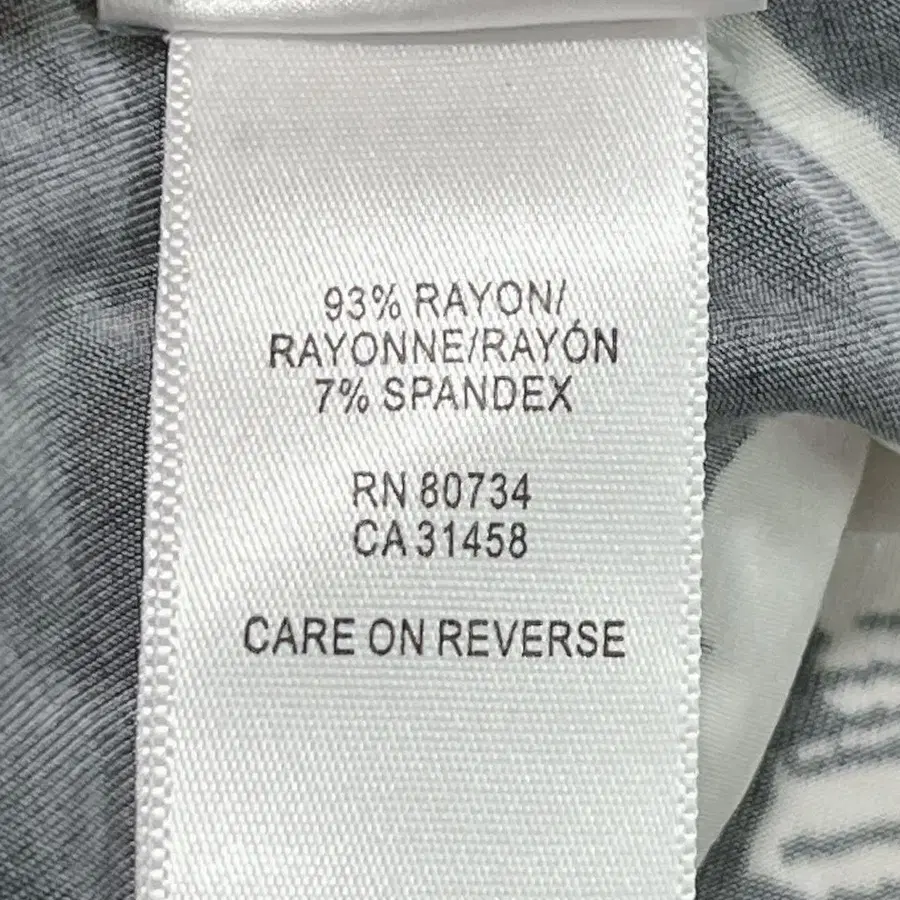 93% RAYON/
RAYONNE/RAYÓN
7% SPANDEX
RN 80734
CA 31458
CARE ON REVERSE